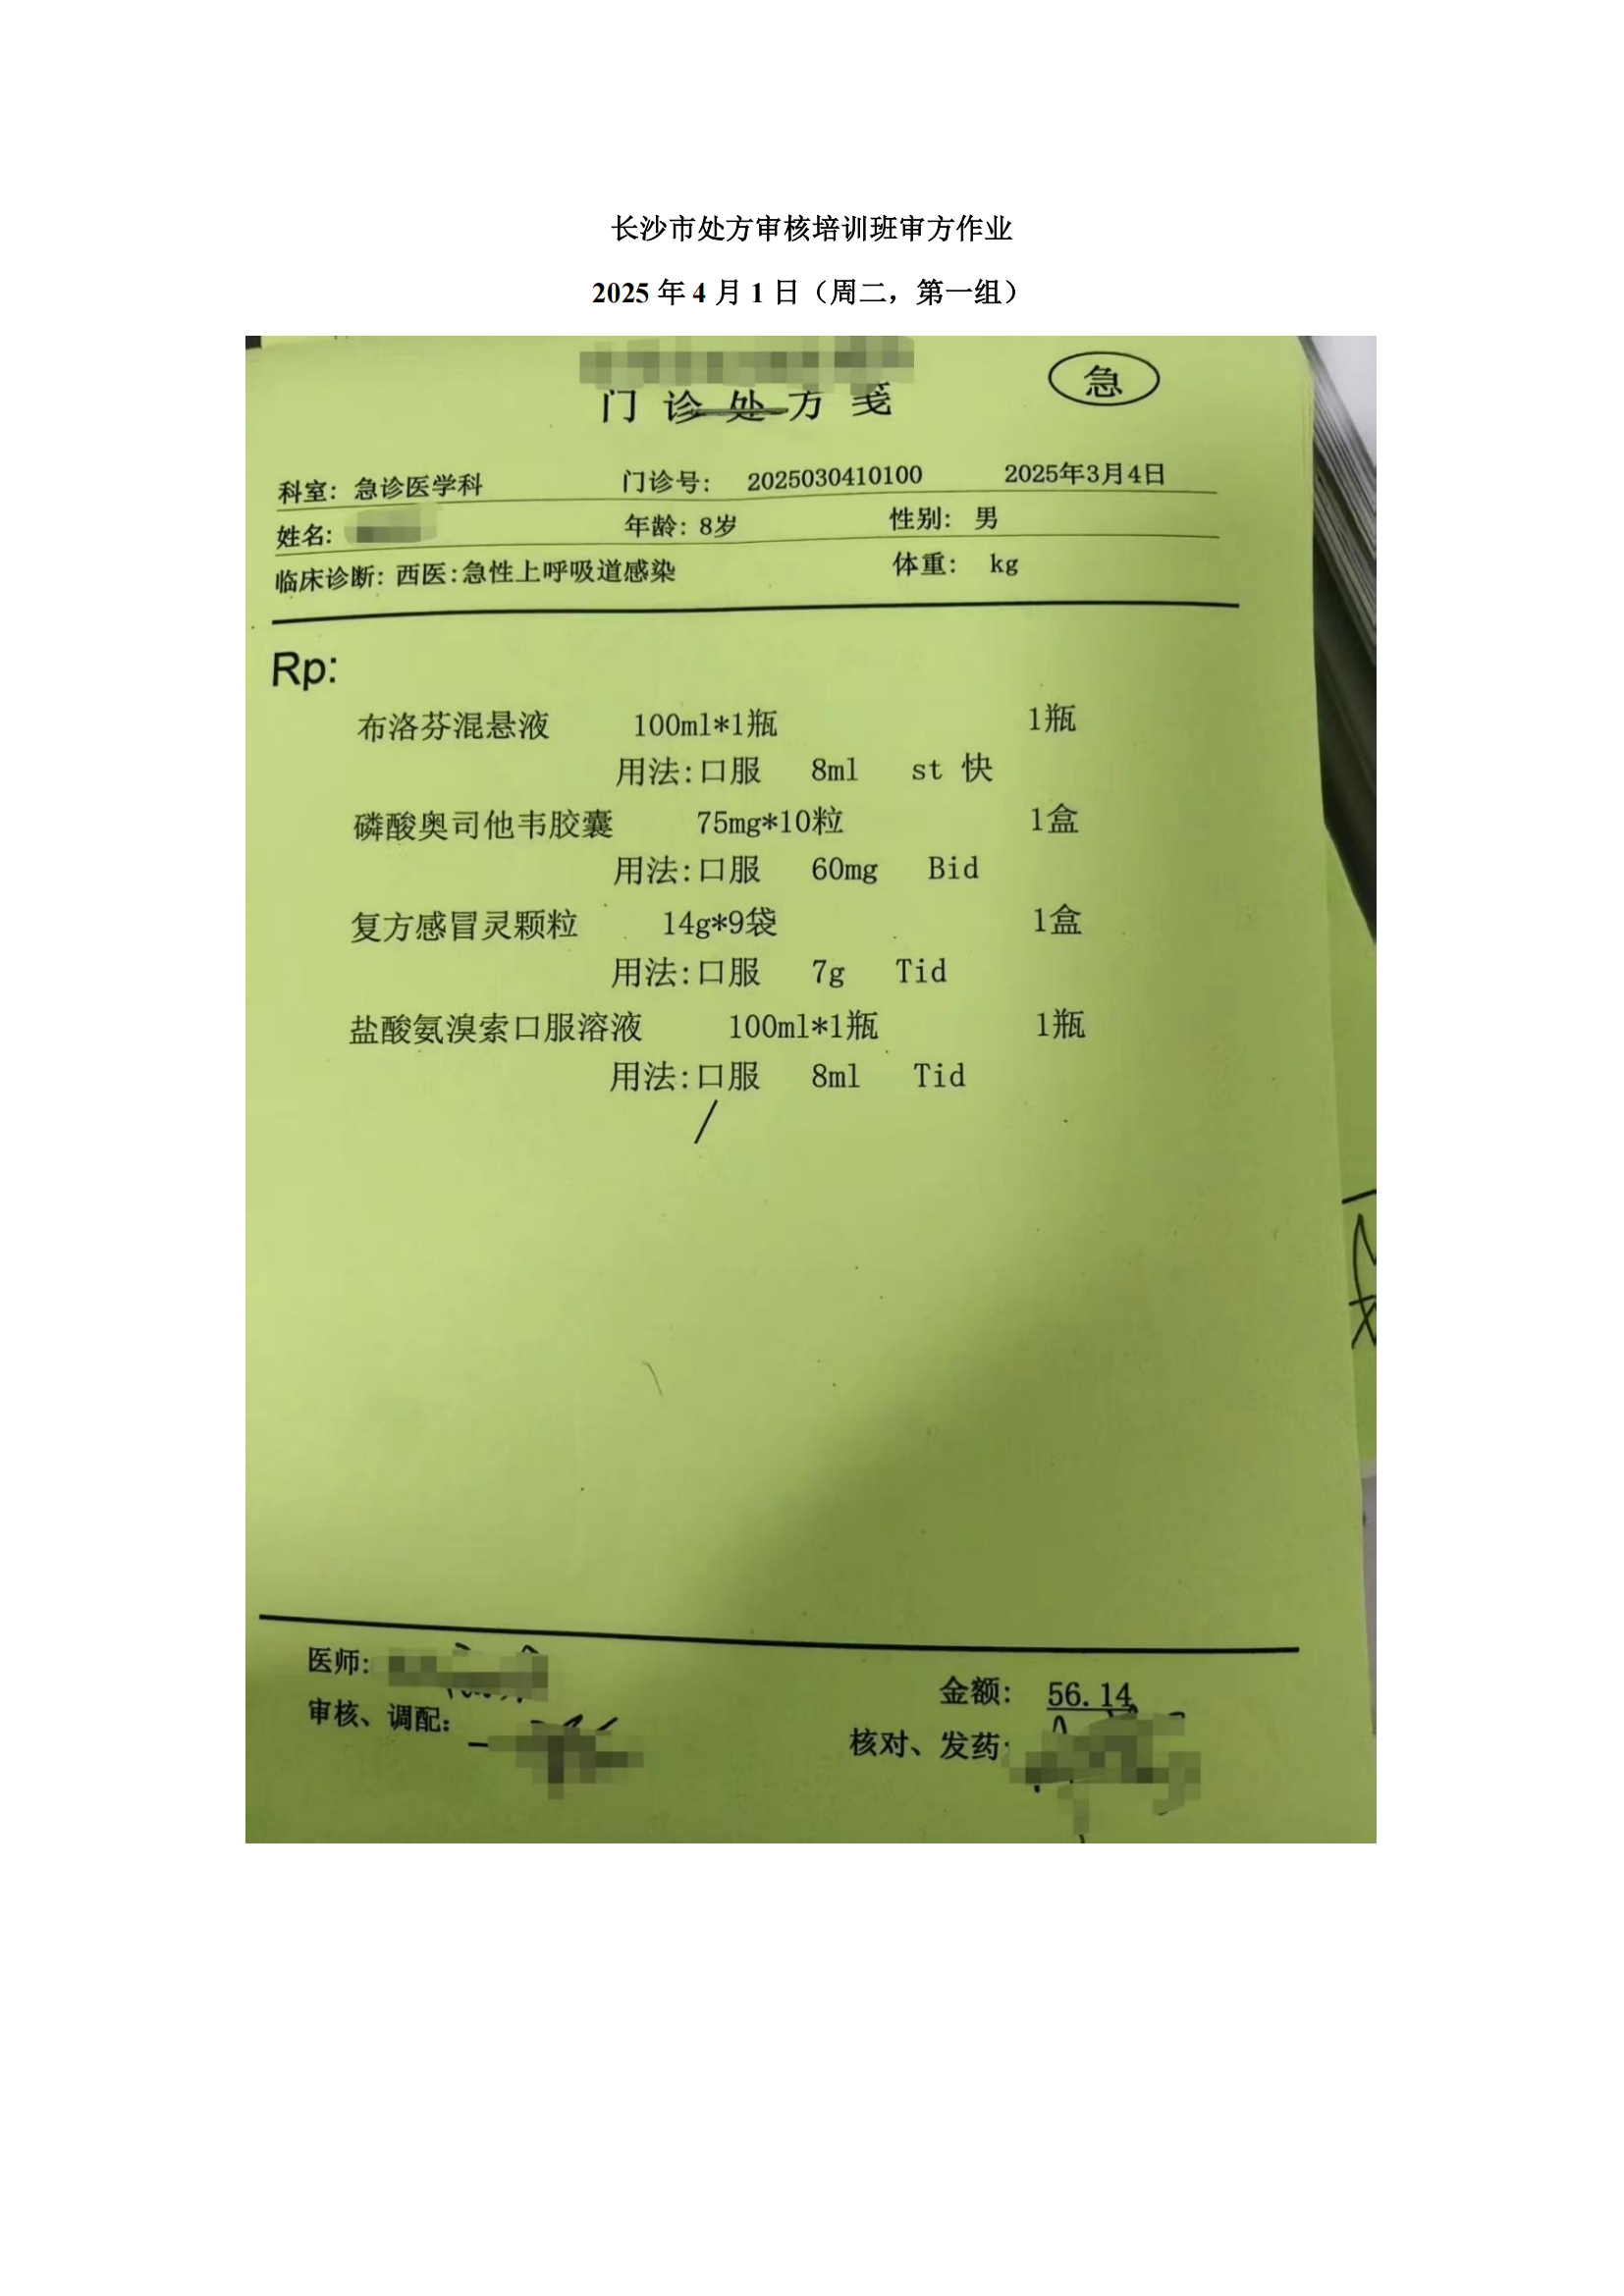 长沙市处方审核培训班审方作业
2025 年 4 月 1 日（周二，第一组）
门诊处方笺
急
科室：急诊医学科 门诊号： 2025030410100 2025年3月4日
姓名: 年龄: 8岁 性别: 男
临床诊断: 西医:急性上呼吸道感染 体重: kg
Rp:
布洛芬混悬液 100ml*1瓶 1瓶
用法:口服 8ml st 快
磷酸奥司他韦胶囊 75mg*10粒 1盒
用法:口服 60mg Bid
复方感冒灵颗粒 14g*9袋 1盒
用法:口服 7g Tid
盐酸氨溴索口服溶液 100ml*1瓶 1瓶
用法:口服 8ml Tid
医师:
金额: 56.14
审核、调配:
核对、发药: